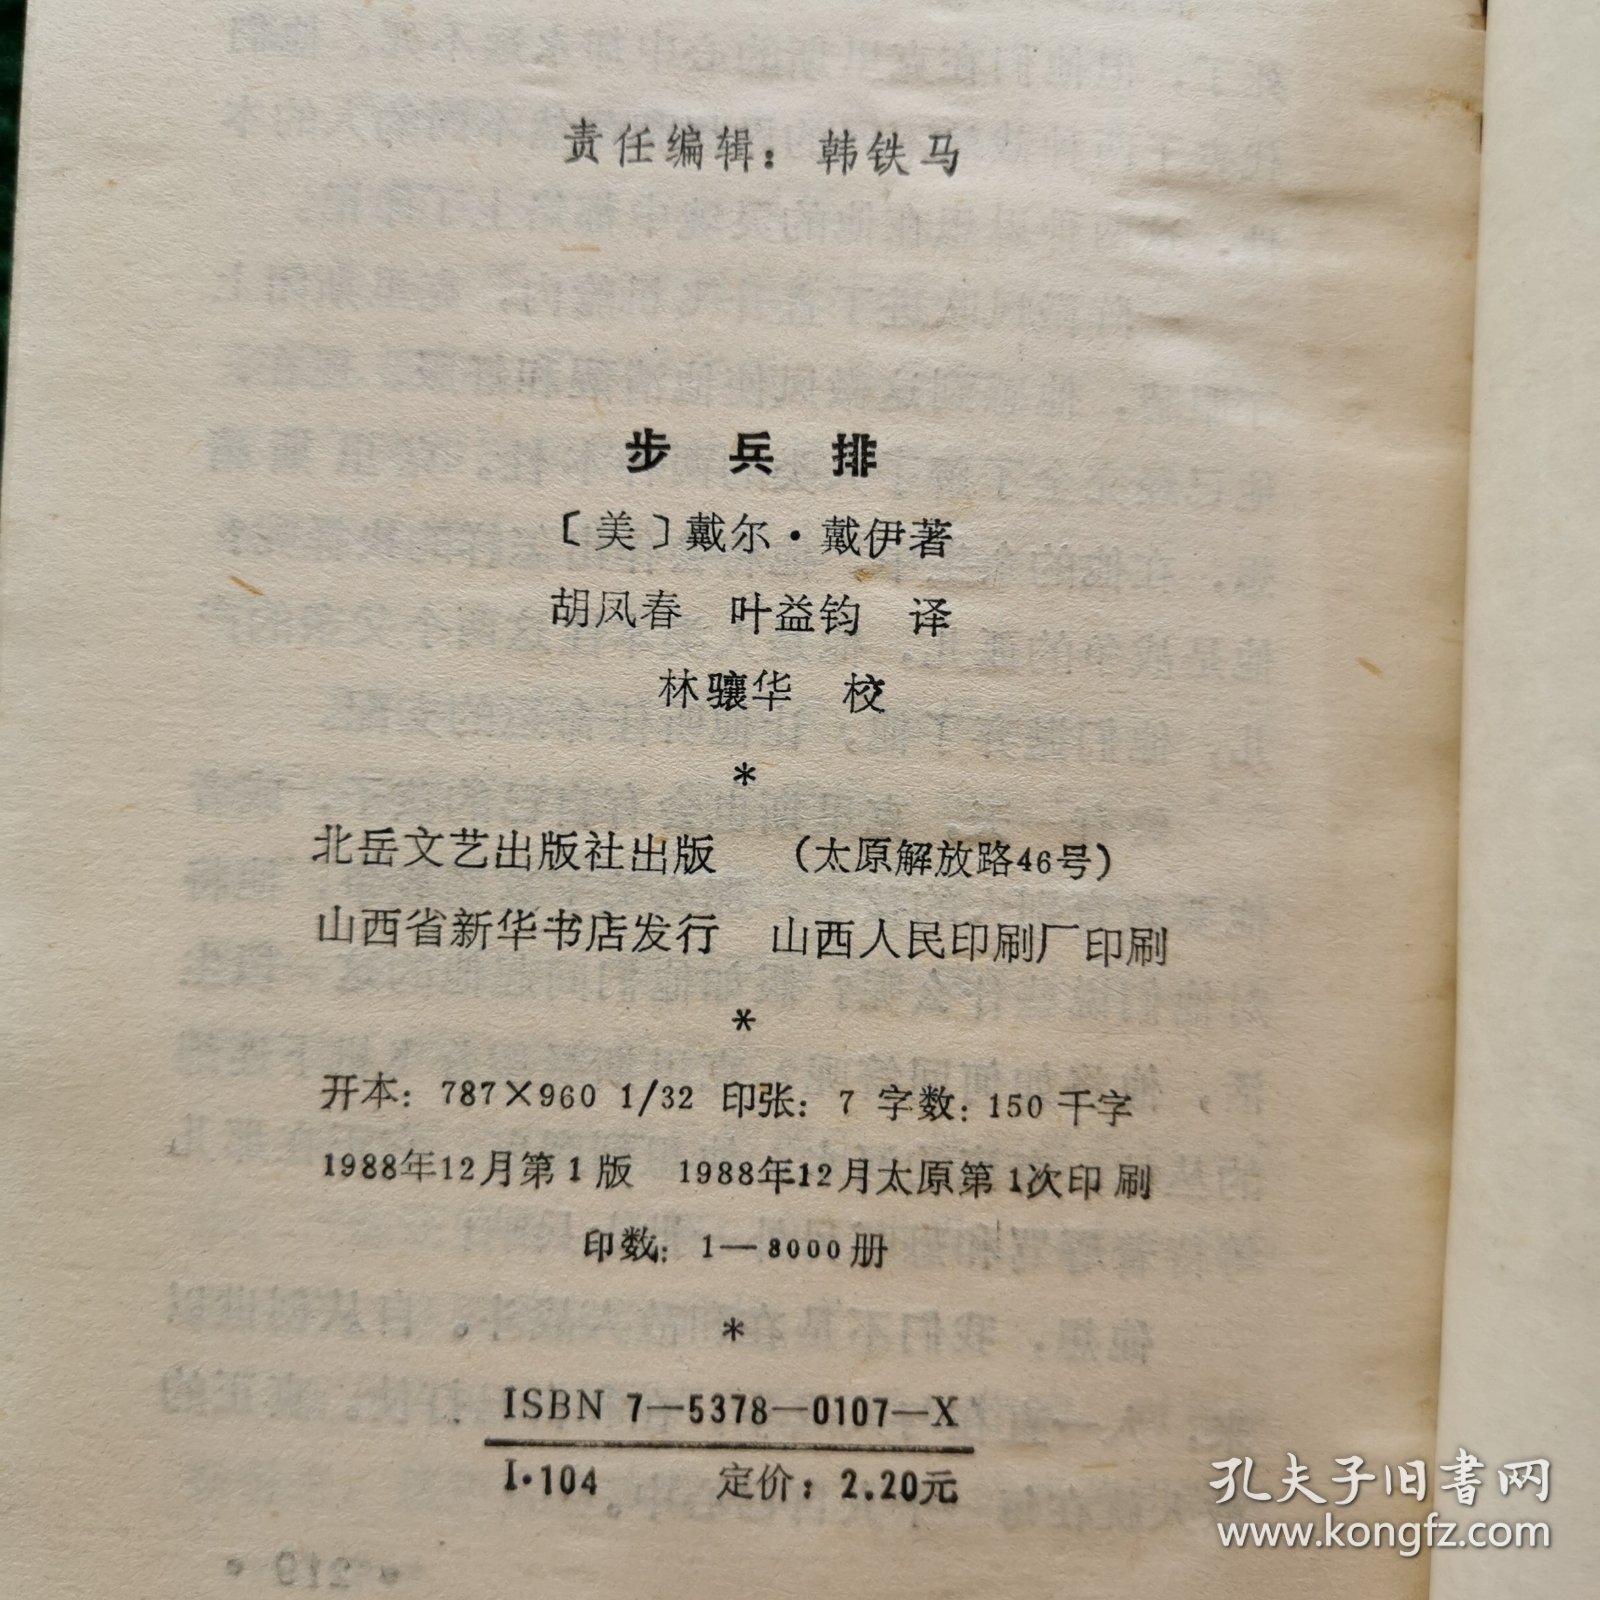 责任编辑：韩铁马
步兵排
〔美〕戴尔·戴伊著
胡凤春 叶益钧 译
林骧华 校
*
北岳文艺出版社出版 （太原解放路46号）
山西省新华书店发行 山西人民印刷厂印刷
*
开本：787×960 1/32 印张：7 字数：150千字
1988年12月第1版 1988年12月太原第1次印刷
印数：1—8000册
*
ISBN 7—5378—0107—X
I·104 定价：2.20元
孔夫子旧书网
www.kongfz.com